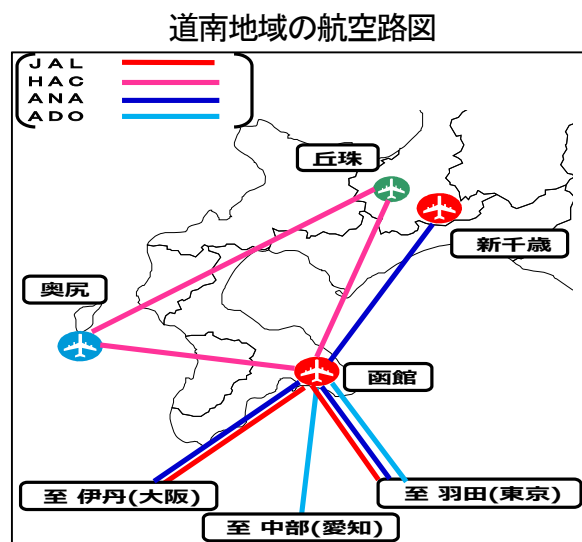 道南地域の航空路図
JAL
HAC
ANA
ADO
丘珠
新千歳
奥尻
函館
至 伊丹(大阪)
至 羽田(東京)
至 中部(愛知)